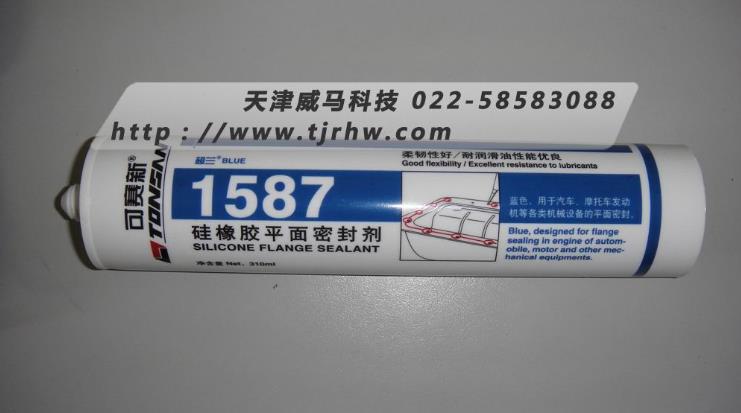 天津威马科技 022-58583088
http：//www.tjrhw.com
可赛新®
TONSAN
超兰® BLUE
1587
硅橡胶平面密封剂
SILICONE FLANGE SEALANT
净含量 Net. 310ml
柔韧性好／耐润滑油性能优良
Good flexibility / Excellent resistance to lubricants
蓝色、用于汽车、摩托车发动
机等各类机械设备的平面密封。
Blue, designed for flange
sealing in engine of autom-
obile, motor and other mec-
hanical equipments.